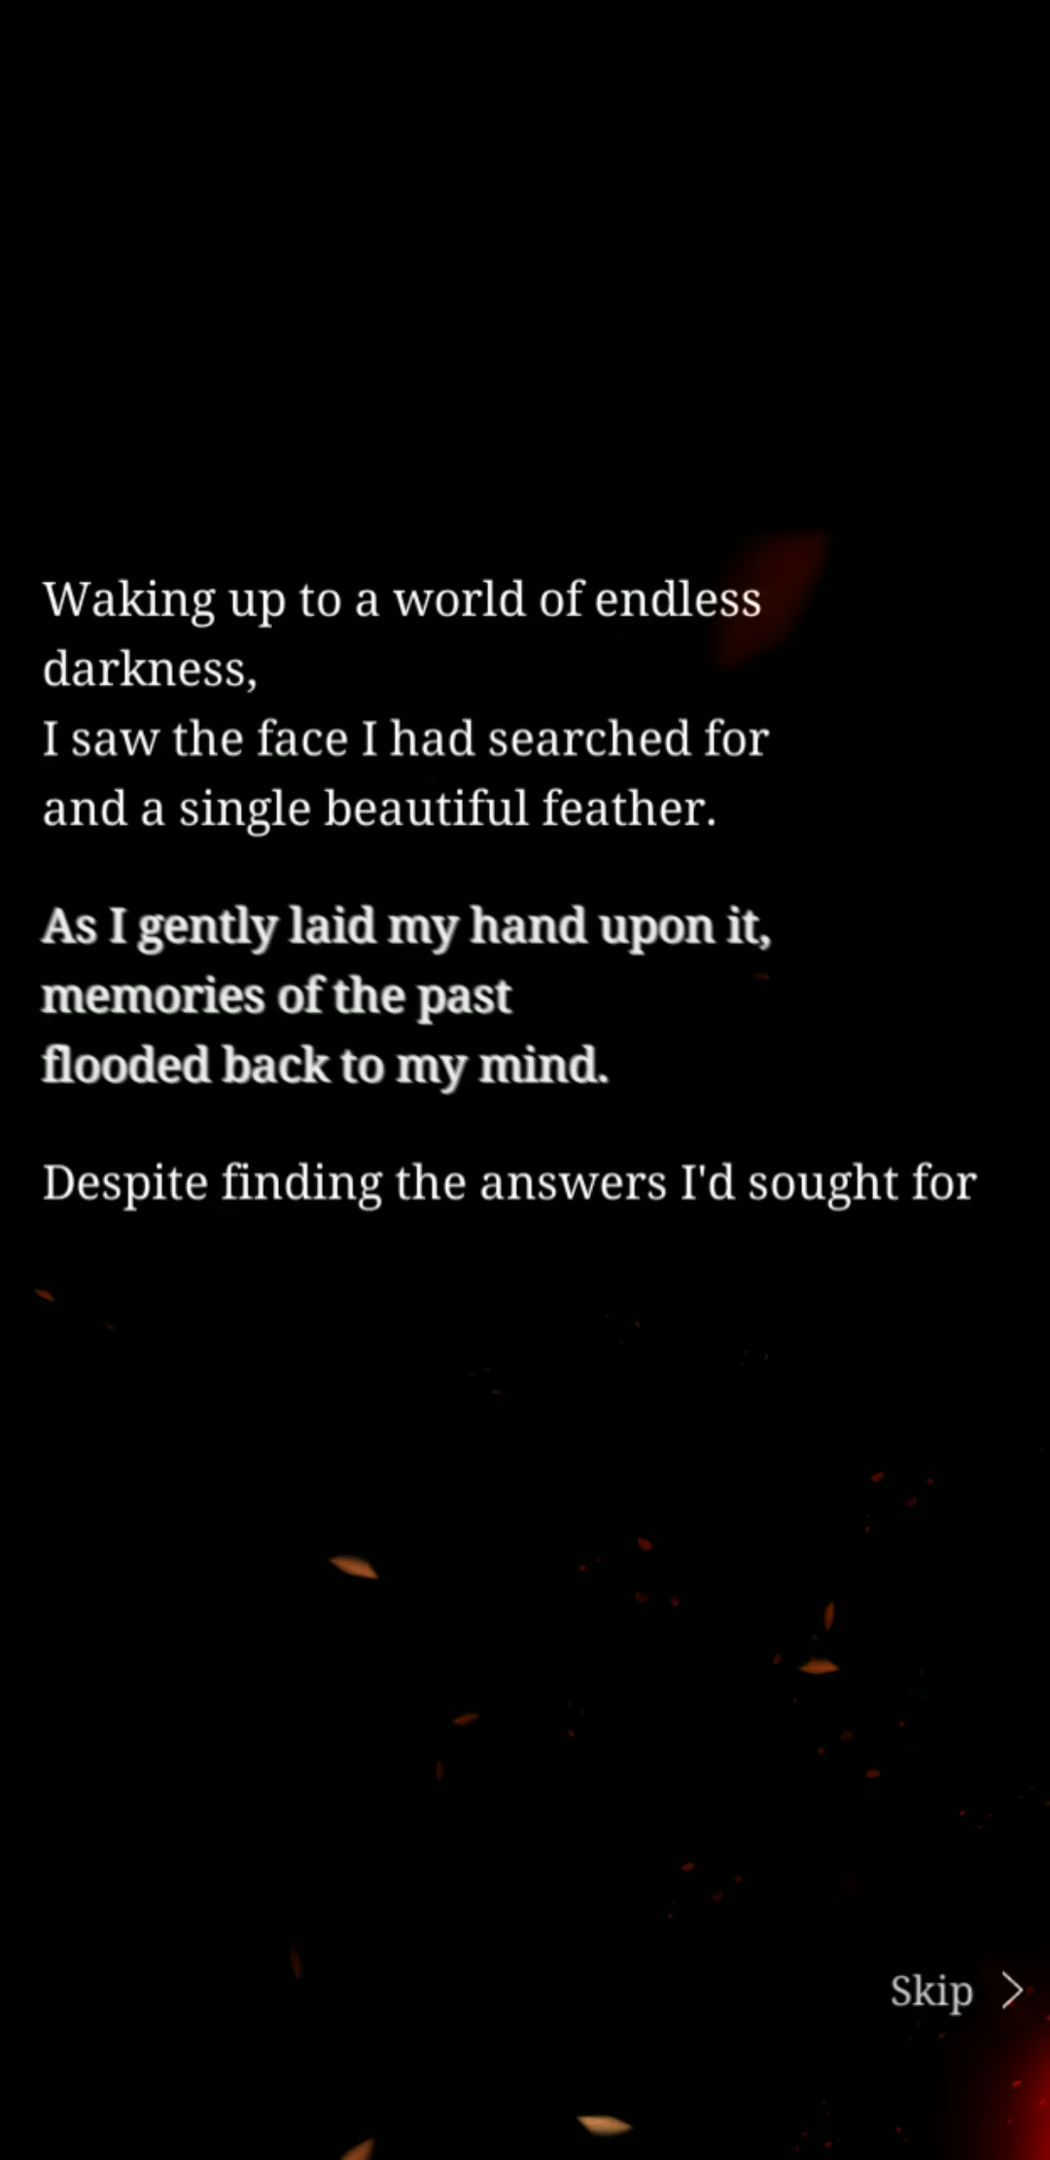 Waking up to a world of endless
darkness,
I saw the face I had searched for
and a single beautiful feather.
As I gently laid my hand upon it,
memories of the past
flooded back to my mind.
Despite finding the answers I'd sought for
Skip >